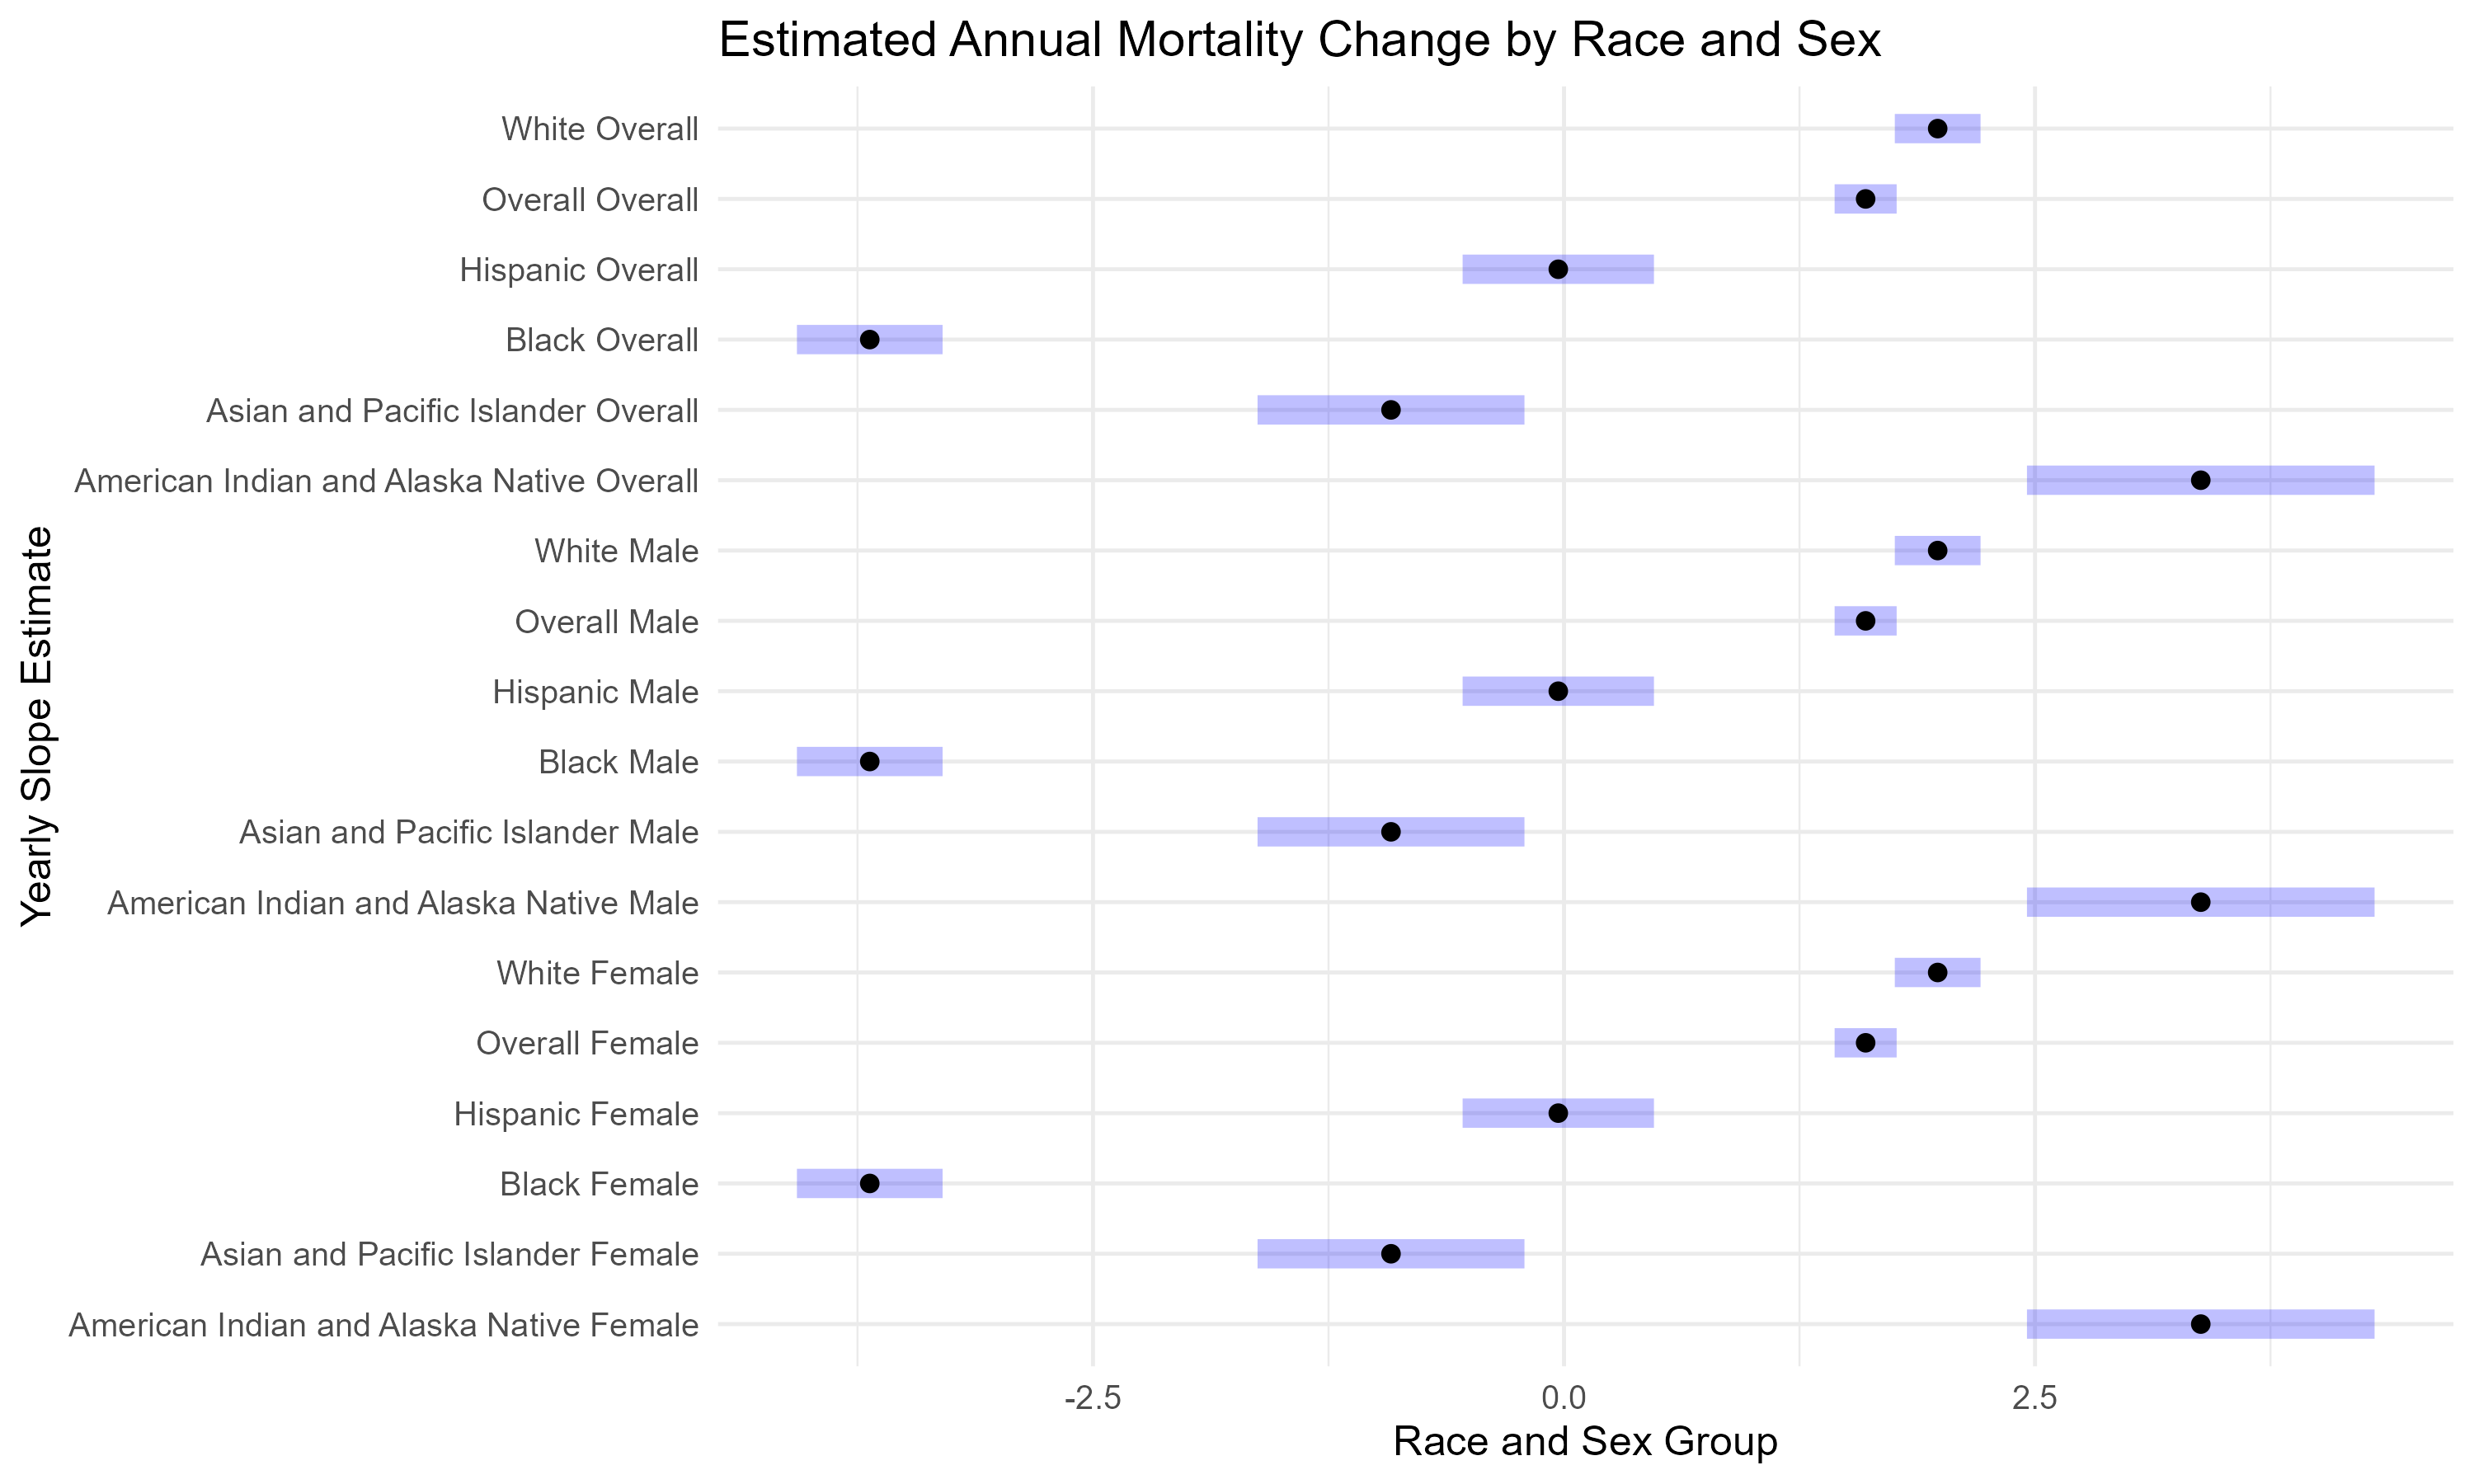 Estimated Annual Mortality Change by Race and Sex
White Overall
Overall Overall
Hispanic Overall
Black Overall
Asian and Pacific Islander Overall
American Indian and Alaska Native Overall
White Male
Overall Male
Hispanic Male
Black Male
Asian and Pacific Islander Male
American Indian and Alaska Native Male
White Female
Overall Female
Hispanic Female
Black Female
Asian and Pacific Islander Female
American Indian and Alaska Native Female
Yearly Slope Estimate
-2.5 0.0 2.5
Race and Sex Group